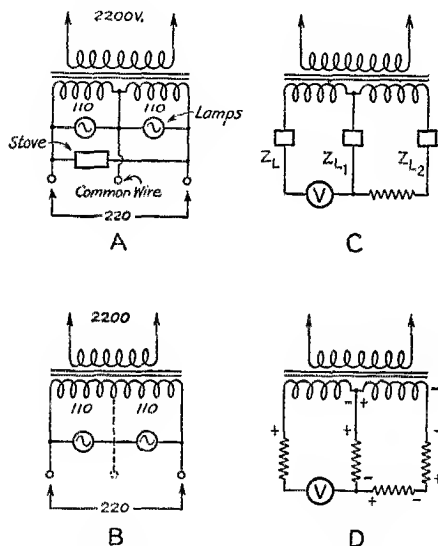 2200V.
110 110
Lamps
Stove
Common Wire
220
A
Z_L Z_L1 Z_L2
V
C
2200
110 110
220
B
- + -
+ + -
- +
V
+ -
D